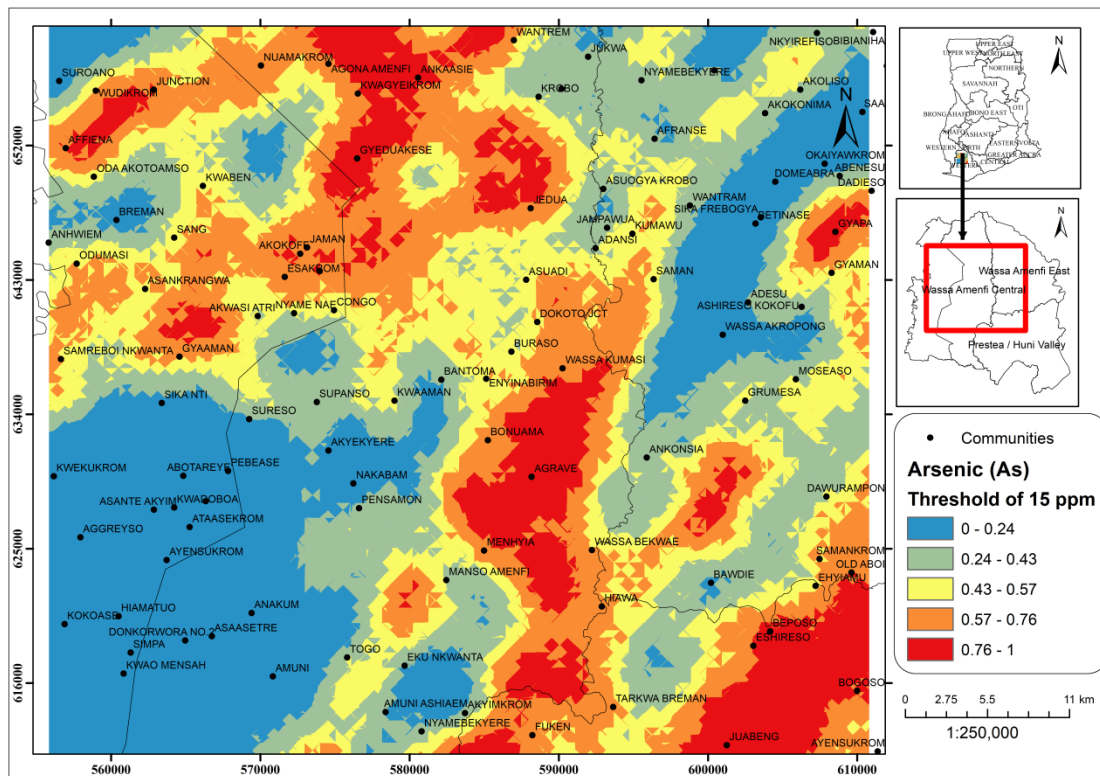 WANTREM
NKYIREFISO
BIBIANIHA
JUKWA
NUAMAKROM
AGONA AMENFI
ANKAASIE
SUROANO
JUNCTION
NYAMEBEKYERE
WUDIKROM
KWAGYEIKROM
KROBO
AKOLISO
AKOKONIMA
SAA
N
AFFIENA
AFRANSE
GYEDUAKESE
OKAIYAWKROM
ABENESU
ODA AKOTOAMSO
KWABEN
ASUOGYA KROBO
DOMEABRA
DADIESO
BREMAN
JEDUA
WANTRAM
SIKA FREBOGYA
BETINASE
JAMPAWUA
KUMAWU
GYAPA
ANHWIEM
SANG
AKOKOFE
JAMAN
ADANSI
ODUMASI
ESAKROM
ASUADI
SAMAN
GYAMAN
ASANKRANGWA
AKWASI ATRI
NYAME NAE
CONGO
DOKOTO JCT
ADESU
ASHIRESO KOKOFU
WASSA AKROPONG
SAMREBOI NKWANTA
GYAAMAN
BURASO
WASSA KUMASI
BANTOMA
ENYINABIRIM
MOSEASO
SIKA'NTI
SUPANSO
KWAAMAN
GRUMESA
SURESO
BONUAMA
AKYEKYERE
ANKONSIA
KWEKUKROM
ABOTAREYE
PEBEASE
NAKABAM
AGRAVE
ASANTE AKYIM
KWADOBOA
PENSAMON
DAWURAMPON
AGGREYSO
ATAASEKROM
AYENSUKROM
MENHYIA
WASSA BEKWAE
SAMANKROM
OLD ABOI
MANSO AMENFI
BAWDIE
EHYIAMU
KOKOASE
HIAMATUO
ANAKUM
HIAWA
DONKORWORA NO.2
ASAASETRE
BEPOSO
SIMPA
ESHIRESO
KWAO MENSAH
AMUNI
TOGO
EKU NKWANTA
BOGOSO
AMUNI ASHIAEM
AKYIMKROM
TARKWA BREMAN
NYAMEBEKYERE
FUKEN
JUABENG
AYENSUKROM
652000
643000
634000
625000
616000
560000
570000
580000
590000
600000
610000
N
UPPER EAST
UPPER WEST
NORTH EAST
NORTHERN
SAVANNAH
OTI
BRONG AHAFO
BONO EAST
AHAFO
ASHANTI
EASTERN
VOLTA
WESTERN NORTH
GREATER ACCRA
CENTRAL
WESTERN
N
Wassa Amenfi East
Wassa Amenfi Central
Prestea / Huni Valley
Communities
Arsenic (As)
Threshold of 15 ppm
0 - 0.24
0.24 - 0.43
0.43 - 0.57
0.57 - 0.76
0.76 - 1
0 2.75 5.5 11 km
1:250,000